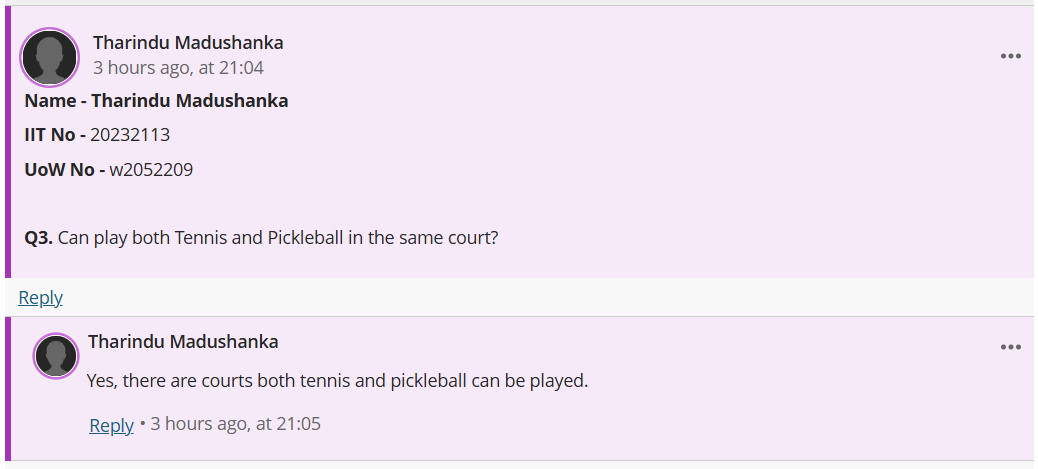 Tharindu Madushanka
3 hours ago, at 21:04
Name - Tharindu Madushanka
IIT No - 20232113
UoW No - w2052209
Q3. Can play both Tennis and Pickleball in the same court?
Reply
Tharindu Madushanka
Yes, there are courts both tennis and pickleball can be played.
Reply • 3 hours ago, at 21:05